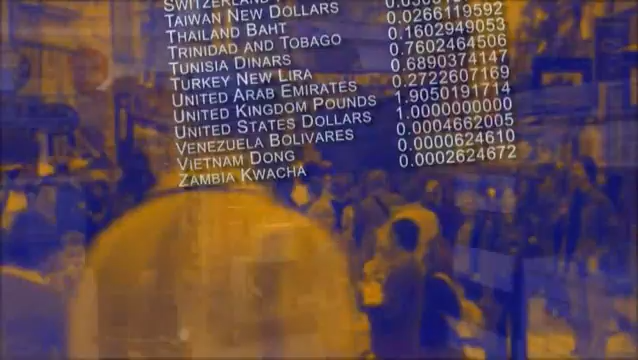 TAIWAN NEW DOLLARS
THAILAND BAHT 0.0266119592
TRINIDAD AND TOBAGO 0.1602949053
TUNISIA DINARS 0.7602464506
TURKEY NEW LIRA 0.6890374147
UNITED ARAB EMIRATES 0.2722607169
UNITED KINGDOM POUNDS 1.9050191714
UNITED STATES DOLLARS 1.0000000000
VENEZUELA BOLIVARES 0.0004662005
VIETNAM DONG 0.0000624610
ZAMBIA KWACHA 0.0002624672